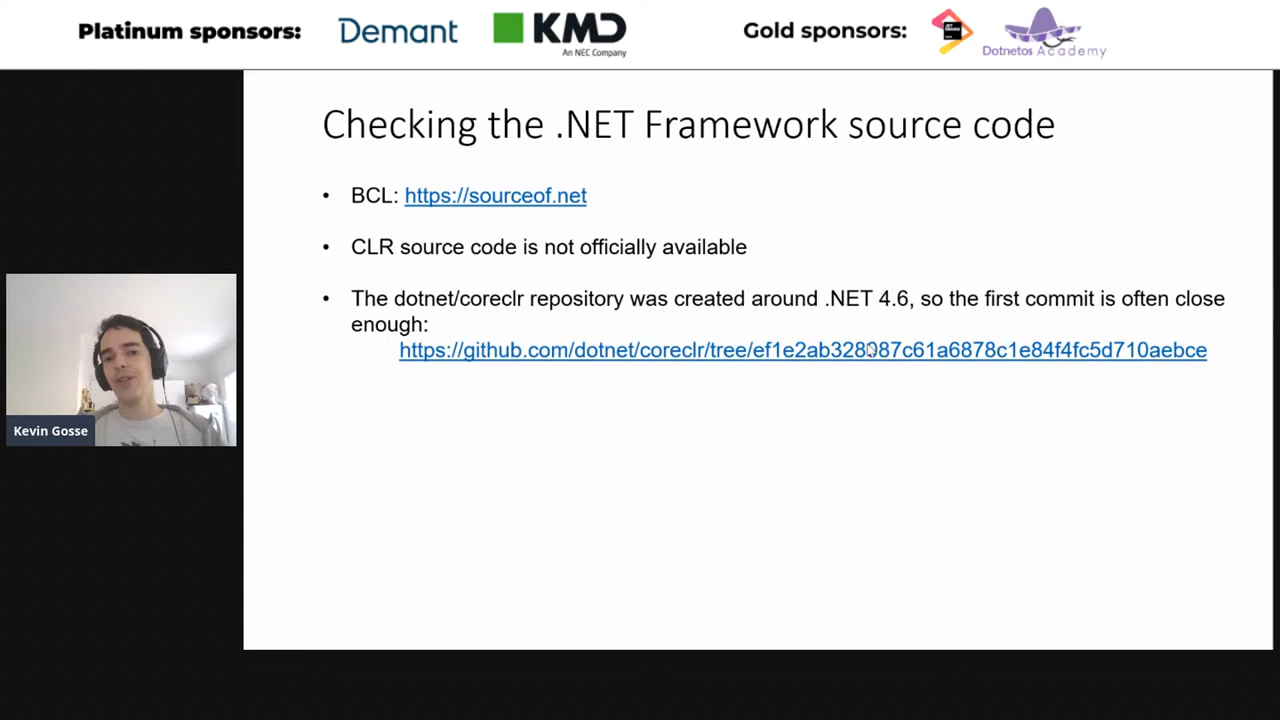 Platinum sponsors:
Demant
KMD
An NEC Company
Gold sponsors:
Dotnetos Academy
Checking the .NET Framework source code
• BCL: https://sourceof.net
• CLR source code is not officially available
• The dotnet/coreclr repository was created around .NET 4.6, so the first commit is often close
enough:
https://github.com/dotnet/coreclr/tree/ef1e2ab328087c61a6878c1e84f4fc5d710aebce
Kevin Gosse